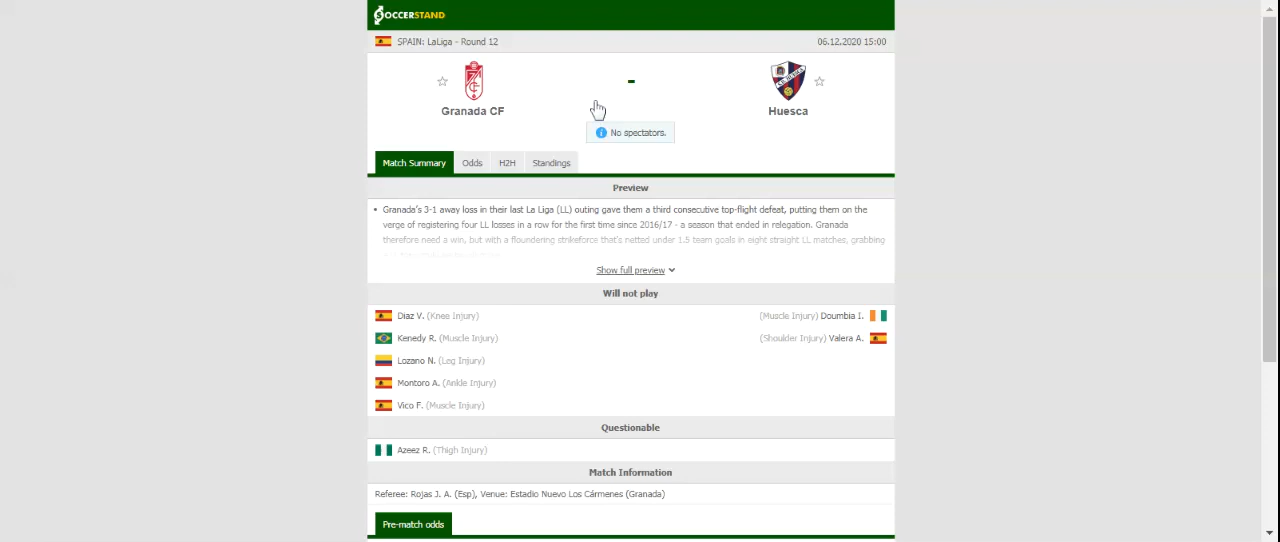 SOCCERSTAND
SPAIN: LaLiga - Round 12 06.12.2020 15:00
-
Granada CF Huesca
No spectators.
Match Summary Odds H2H Standings
Preview
• Granada's 3-1 away loss in their last La Liga (LL) outing gave them a third consecutive top-flight defeat, putting them on the
verge of registering four LL losses in a row for the first time since 2016/17 - a season that ended in relegation. Granada
therefore need a win, but with a floundering strikeforce that's netted under 1.5 team goals in eight straight LL matches, grabbing
Show full preview
Will not play
Diaz V. (Knee Injury) (Muscle Injury) Doumbia I.
Kenedy R. (Muscle Injury) (Shoulder Injury) Valera A.
Lozano N. (Leg Injury)
Montoro A. (Ankle Injury)
Vico F. (Muscle Injury)
Questionable
Azeez R. (Thigh Injury)
Match Information
Referee: Rojas J. A. (Esp), Venue: Estadio Nuevo Los Cármenes (Granada)
Pre-match odds